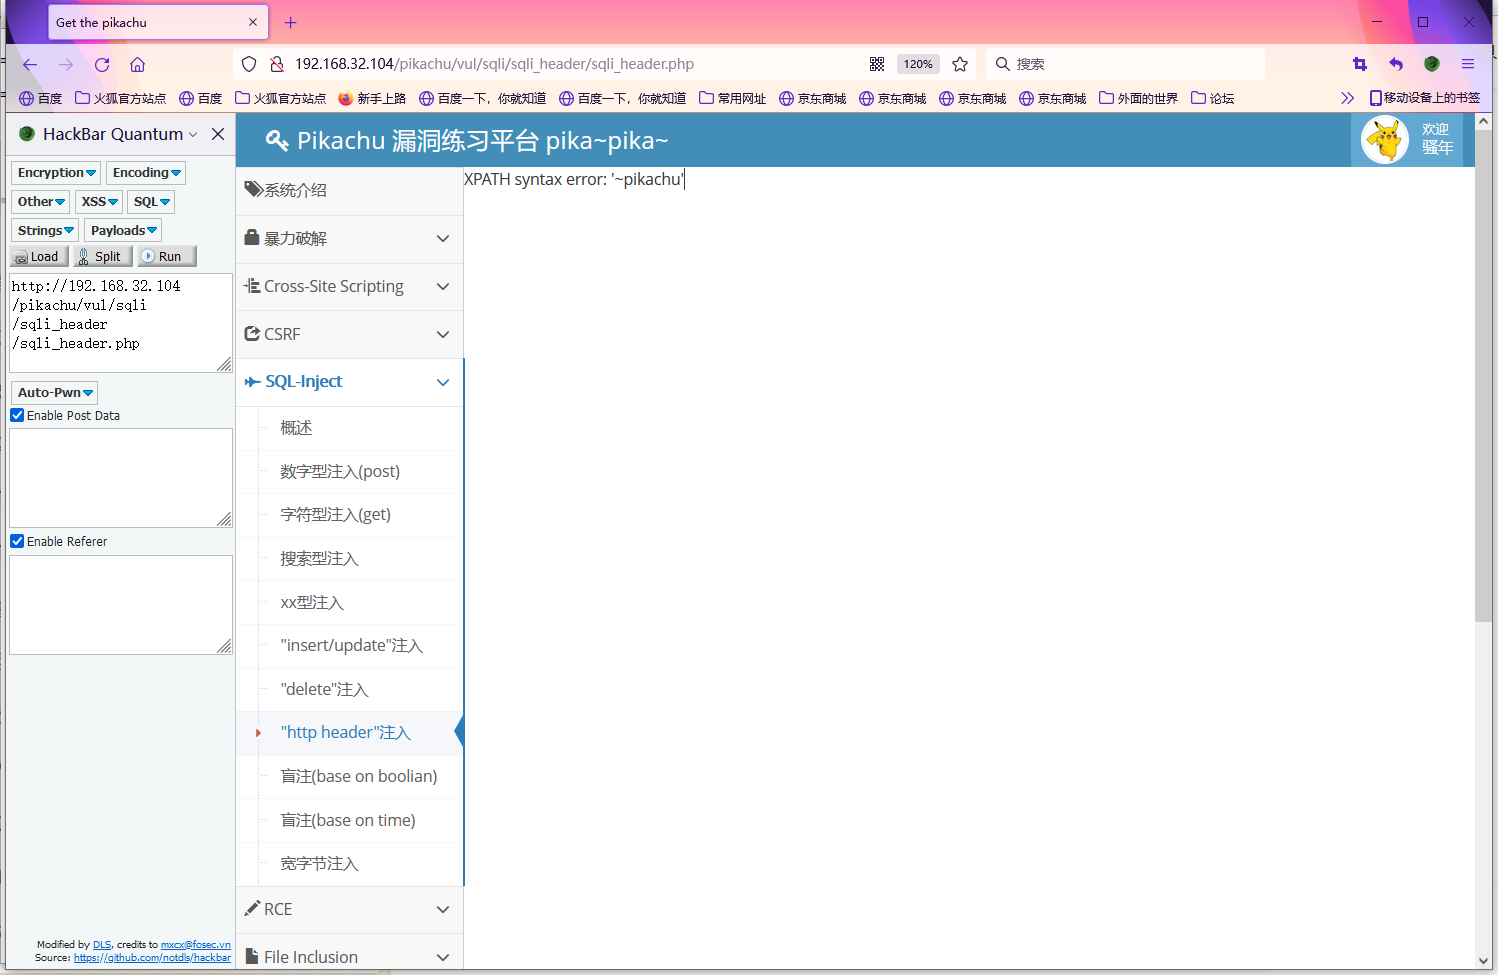 Get the pikachu
192.168.32.104/pikachu/vul/sqli/sqli_header/sqli_header.php
120%
搜索
百度 火狐官方站点 百度 火狐官方站点 新手上路 百度一下，你就知道 百度一下，你就知道 常用网址 京东商城 京东商城 京东商城 京东商城 外面的世界 论坛 移动设备上的书签
HackBar Quantum
Encryption Encoding
Other XSS SQL
Strings Payloads
Load Split Run
http://192.168.32.104
/pikachu/vul/sqli
/sqli_header
/sqli_header.php
Auto-Pwn
Enable Post Data
Enable Referer
Modified by DLS, credits to mxcx@fosec.vn
Source: https://github.com/notdls/hackbar
Pikachu 漏洞练习平台 pika~pika~
欢迎
骚年
系统介绍
暴力破解
Cross-Site Scripting
CSRF
SQL-Inject
概述
数字型注入(post)
字符型注入(get)
搜索型注入
xx型注入
"insert/update"注入
"delete"注入
"http header"注入
盲注(base on boolian)
盲注(base on time)
宽字节注入
RCE
File Inclusion
XPATH syntax error: '~pikachu'